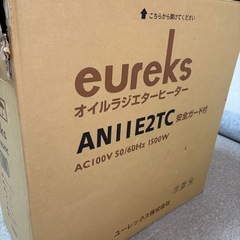 こちらから開けてください
eureks
オイルラジエターヒーター
AN11E2TC 安全ガード付
AC100V 50/60Hz 1500W
ユーレックス株式会社